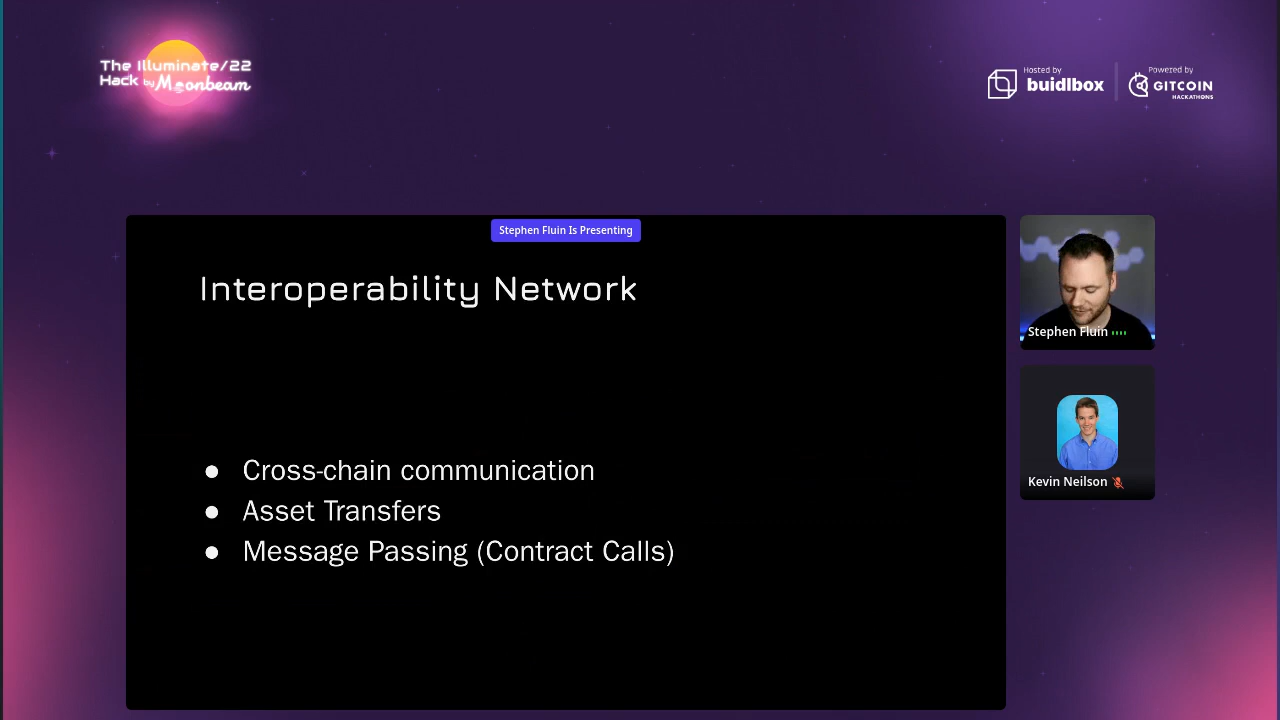 The Illuminate/22
Hack by Moonbeam
Hosted by
buidlbox
Powered by
GITCOIN
HACKATHONS
Stephen Fluin Is Presenting
Interoperability Network
● Cross-chain communication
● Asset Transfers
● Message Passing (Contract Calls)
Stephen Fluin
Kevin Neilson